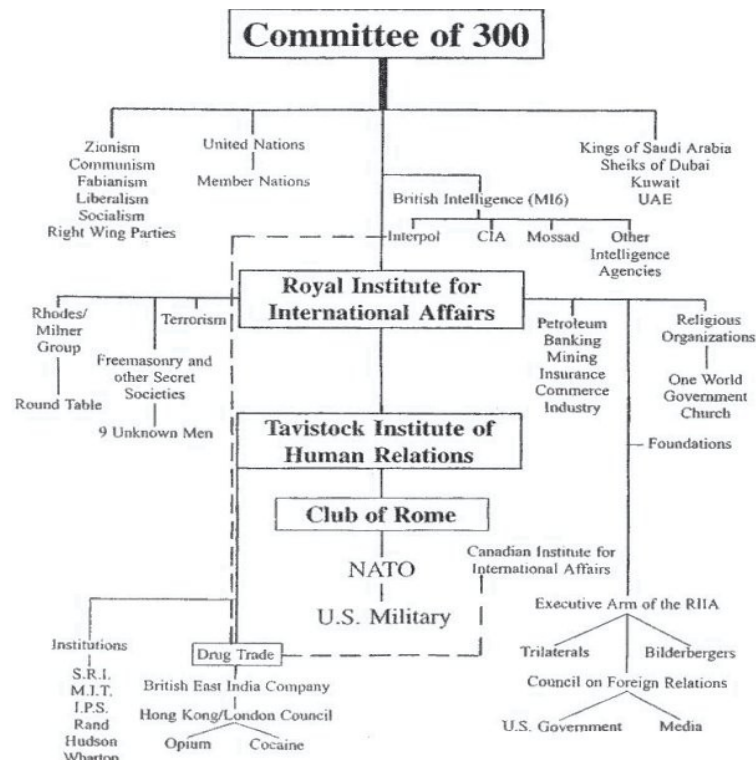 Committee of 300
Zionism
Communism
Fabianism
Liberalism
Socialism
Right Wing Parties
United Nations
Member Nations
Kings of Saudi Arabia
Sheiks of Dubai
Kuwait
UAE
British Intelligence (MI6)
Interpol
CIA
Mossad
Other
Intelligence
Agencies
Royal Institute for
International Affairs
Rhodes/
Milner
Group
Round Table
Terrorism
Freemasonry and
other Secret
Societies
9 Unknown Men
Petroleum
Banking
Mining
Insurance
Commerce
Industry
Religious
Organizations
One World
Government
Church
Foundations
Tavistock Institute of
Human Relations
Club of Rome
NATO
U.S. Military
Canadian Institute for
International Affairs
Executive Arm of the RIIA
Trilaterals
Bilderbergers
Council on Foreign Relations
U.S. Government
Media
Institutions
S.R.I.
M.I.T.
I.P.S.
Rand
Hudson
Wharton
Drug Trade
British East India Company
Hong Kong/London Council
Opium
Cocaine